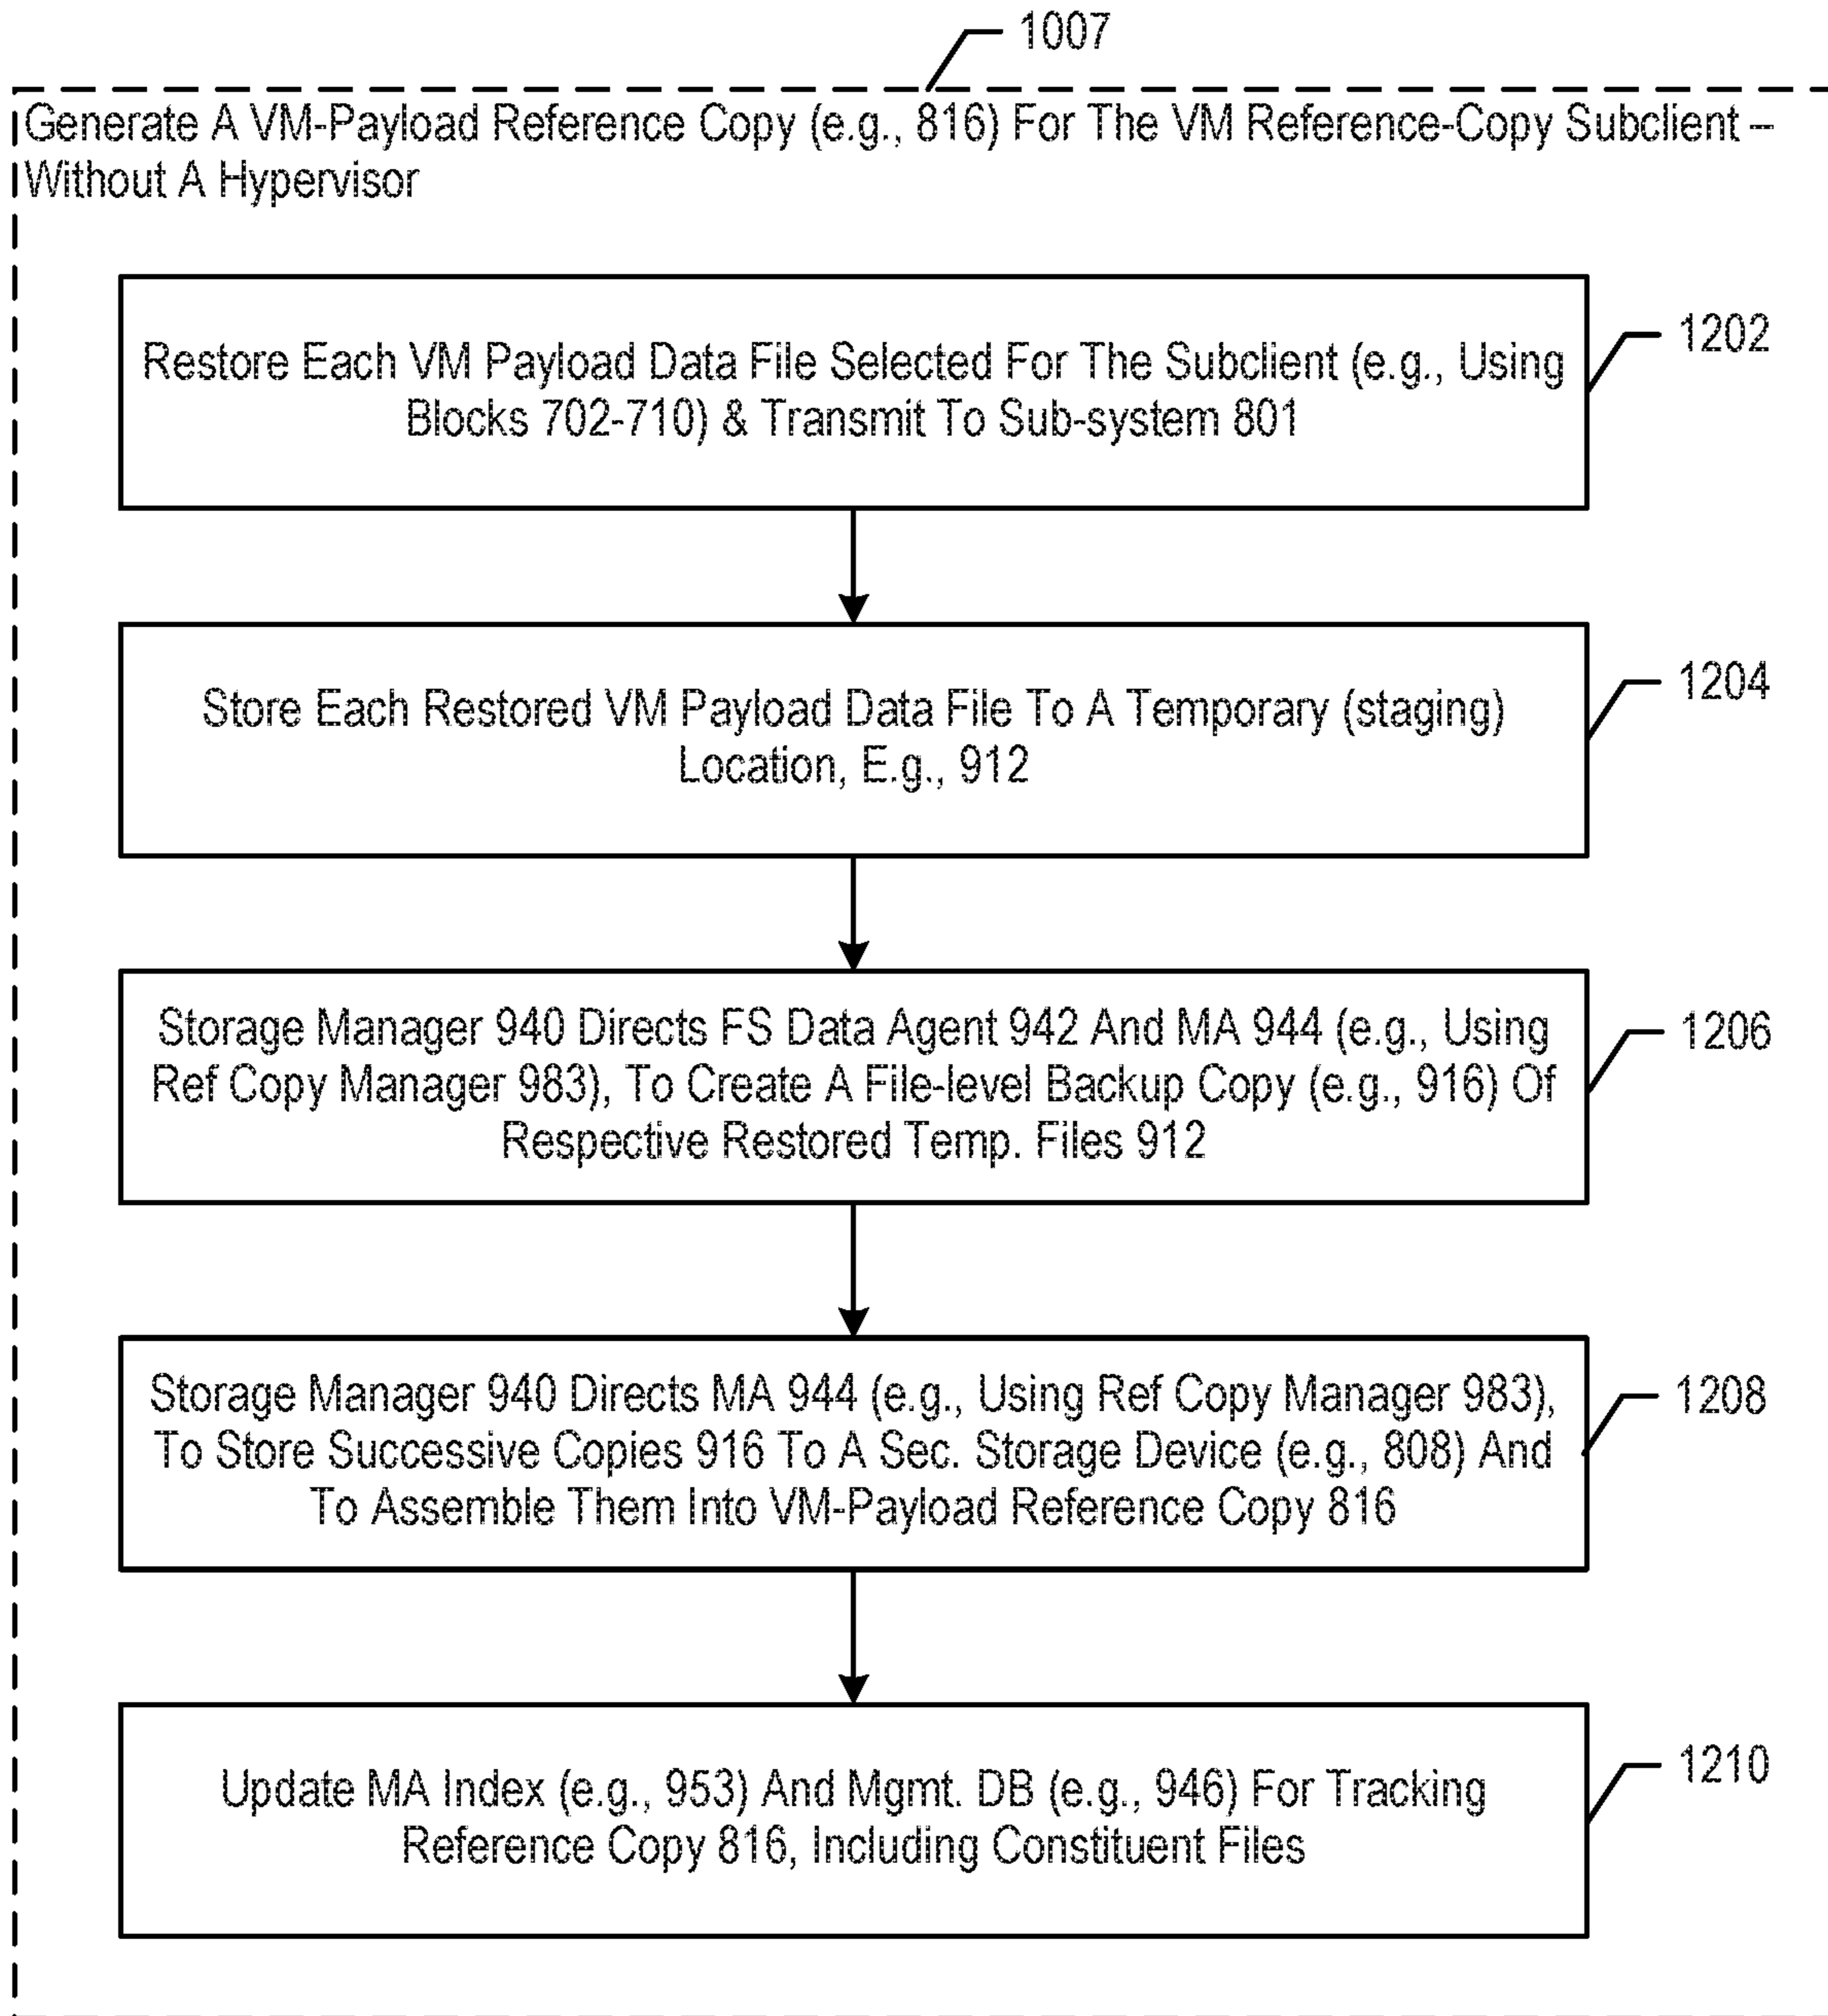 1007
Generate A VM-Payload Reference Copy (e.g., 816) For The VM Reference-Copy Subclient –
Without A Hypervisor
Restore Each VM Payload Data File Selected For The Subclient (e.g., Using
Blocks 702-710) & Transmit To Sub-system 801
1202
Store Each Restored VM Payload Data File To A Temporary (staging)
Location, E.g., 912
1204
Storage Manager 940 Directs FS Data Agent 942 And MA 944 (e.g., Using
Ref Copy Manager 983), To Create A File-level Backup Copy (e.g., 916) Of
Respective Restored Temp. Files 912
1206
Storage Manager 940 Directs MA 944 (e.g., Using Ref Copy Manager 983),
To Store Successive Copies 916 To A Sec. Storage Device (e.g., 808) And
To Assemble Them Into VM-Payload Reference Copy 816
1208
Update MA Index (e.g., 953) And Mgmt. DB (e.g., 946) For Tracking
Reference Copy 816, Including Constituent Files
1210